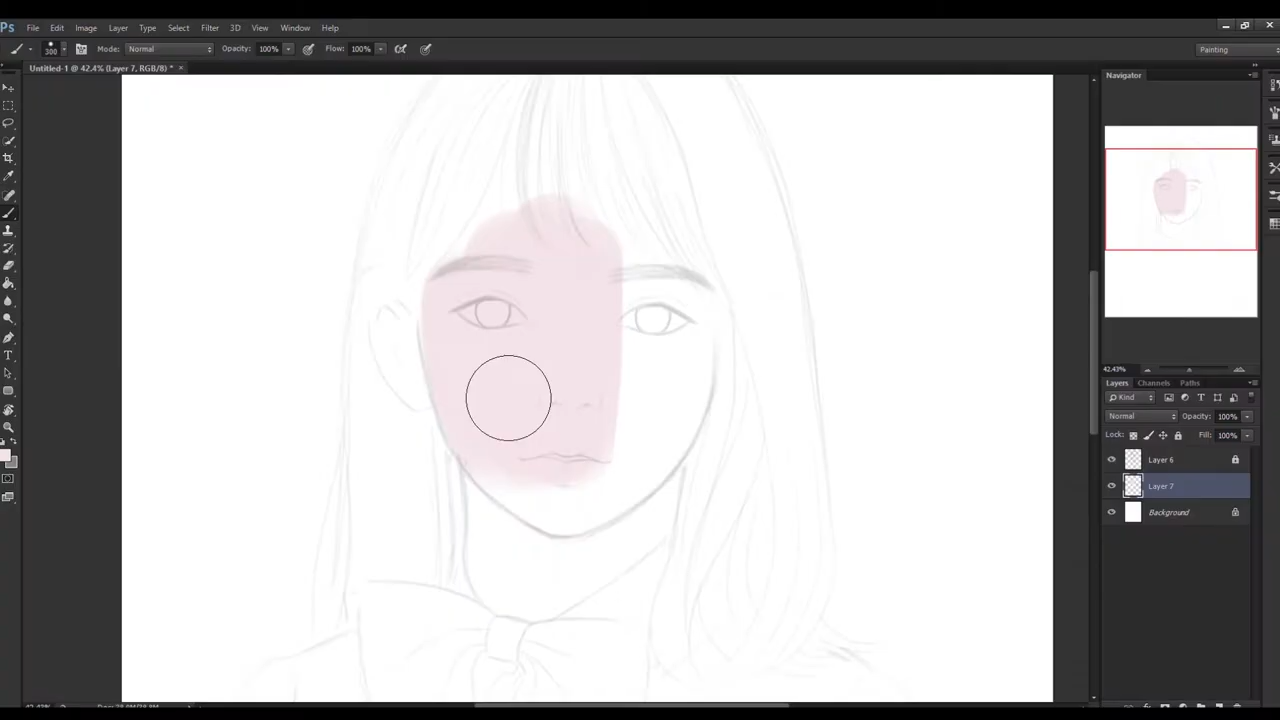 Ps File Edit Image Layer Type Select Filter 3D View Window Help
300 Mode: Normal Opacity: 100% Flow: 100% Painting
Untitled-1 @ 42.4% (Layer 7, RGB/8) * ×
Navigator
42.43%
Layers Channels Paths
Kind
Normal Opacity: 100%
Lock: Fill: 100%
Layer 6
Layer 7
Background